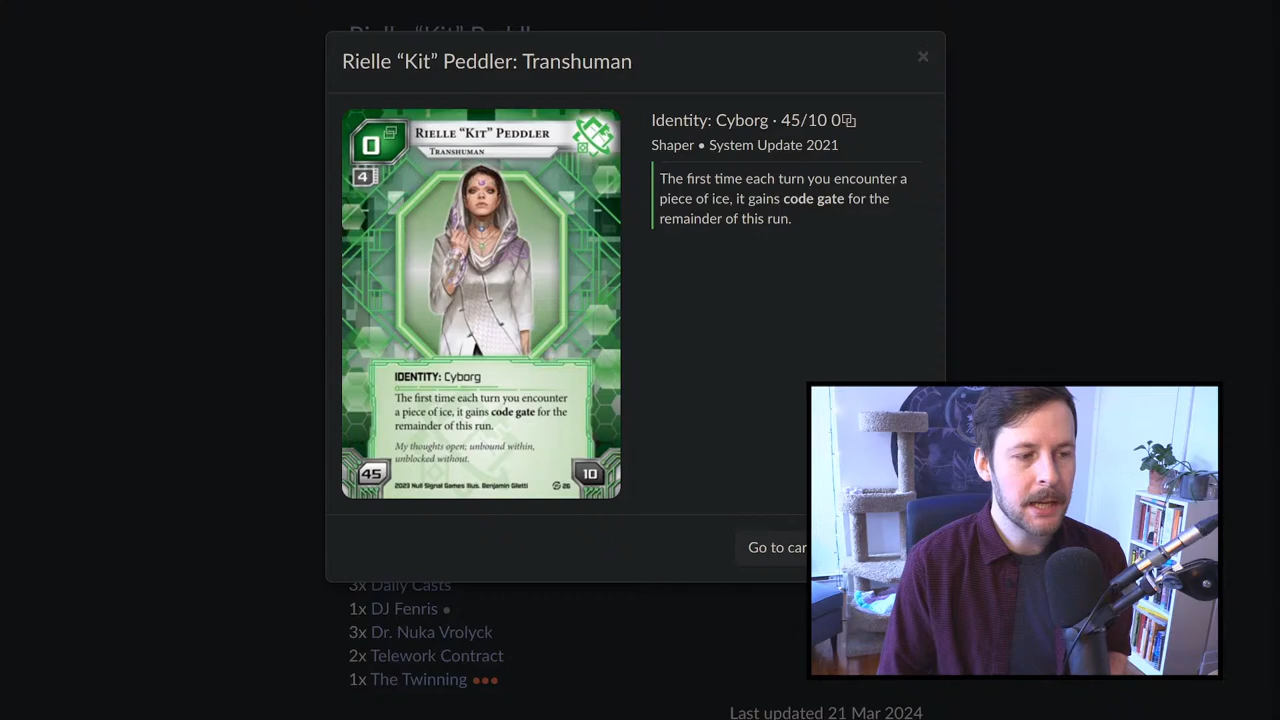 Rielle “Kit” Peddler: Transhuman
×
0
RIELLE “KIT” PEDDLER
TRANSHUMAN
4
IDENTITY: Cyborg
The first time each turn you encounter
a piece of ice, it gains code gate for the
remainder of this run.
My thoughts open; unbound within,
unblocked without.
45
2023 Null Signal Games Illus. Benjamin Giletti
26
10
Identity: Cyborg · 45/10 0
Shaper • System Update 2021
The first time each turn you encounter a
piece of ice, it gains code gate for the
remainder of this run.
Go to car
3x Daily Casts
1x DJ Fenris •
3x Dr. Nuka Vrolyck
2x Telework Contract
1x The Twinning •••
Last updated 21 Mar 2024